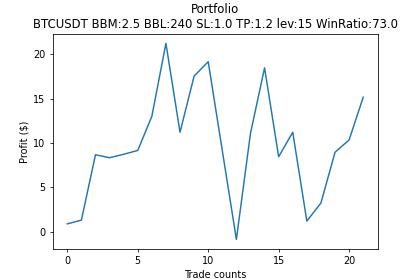 Portfolio
BTCUSDT BBM:2.5 BBL:240 SL:1.0 TP:1.2 lev:15 WinRatio:73.0
20
15
10
5
0
Profit ($)
0 5 10 15 20
Trade counts